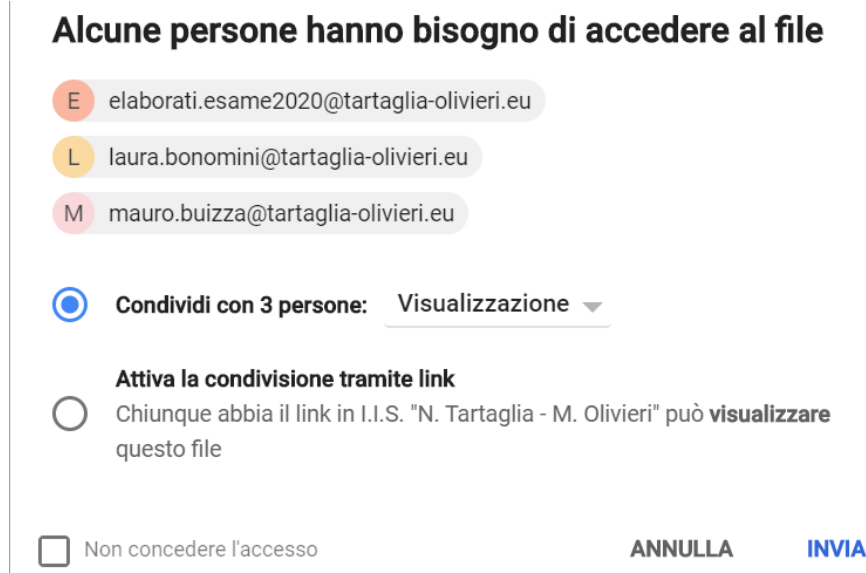 Alcune persone hanno bisogno di accedere al file
E elaborati.esame2020@tartaglia-olivieri.eu
L laura.bonomini@tartaglia-olivieri.eu
M mauro.buizza@tartaglia-olivieri.eu
Condividi con 3 persone: Visualizzazione
Attiva la condivisione tramite link
Chiunque abbia il link in I.I.S. "N. Tartaglia - M. Olivieri" può visualizzare
questo file
Non concedere l'accesso ANNULLA INVIA